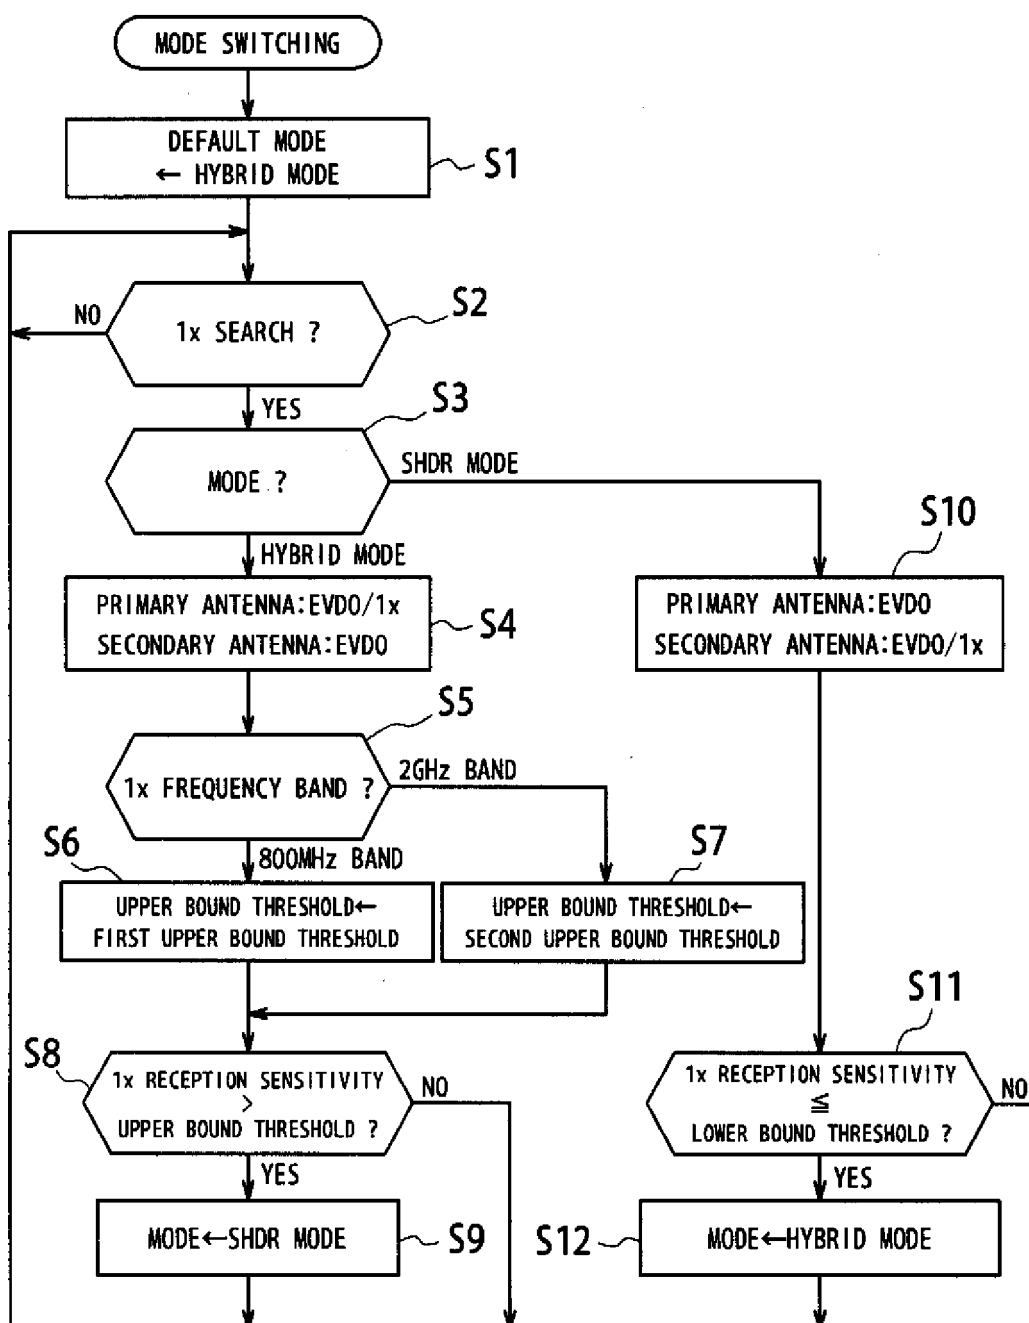 MODE SWITCHING
DEFAULT MODE
← HYBRID MODE
S1
1x SEARCH ?
S2
NO
YES
S3
MODE ?
SHDR MODE
HYBRID MODE
S10
PRIMARY ANTENNA:EVDO/1x
SECONDARY ANTENNA:EVDO
S4
PRIMARY ANTENNA:EVDO
SECONDARY ANTENNA:EVDO/1x
S5
1x FREQUENCY BAND ?
2GHz BAND
800MHz BAND
S6
UPPER BOUND THRESHOLD←
FIRST UPPER BOUND THRESHOLD
S7
UPPER BOUND THRESHOLD←
SECOND UPPER BOUND THRESHOLD
S8
1x RECEPTION SENSITIVITY
>
UPPER BOUND THRESHOLD ?
NO
YES
S11
1x RECEPTION SENSITIVITY
≦
LOWER BOUND THRESHOLD ?
NO
YES
MODE←SHDR MODE
S9
S12
MODE←HYBRID MODE